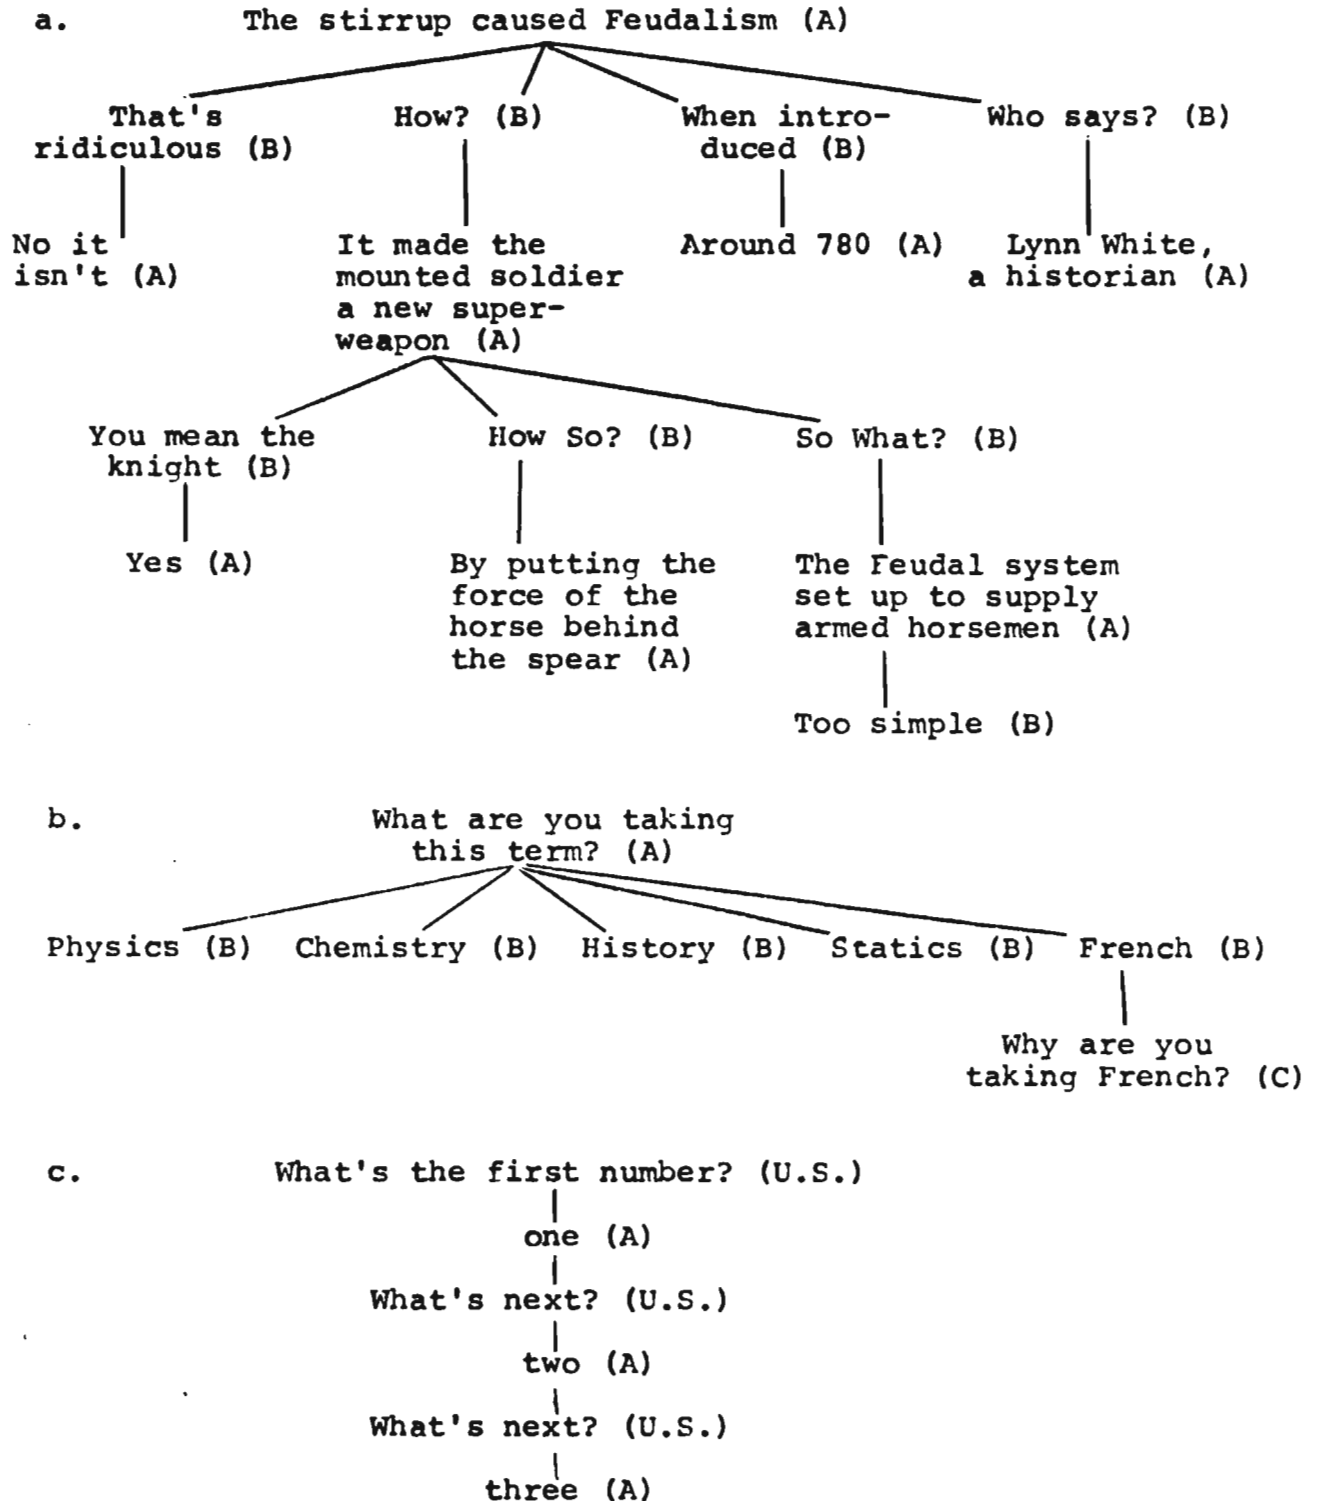 a. The stirrup caused Feudalism (A)
That's How? (B) When intro- Who says? (B)
ridiculous (B) duced (B)
No it It made the Around 780 (A) Lynn White,
isn't (A) mounted soldier a historian (A)
a new super-
weapon (A)
You mean the How So? (B) So What? (B)
knight (B)
Yes (A) By putting the The Feudal system
force of the set up to supply
horse behind armed horsemen (A)
the spear (A)
Too simple (B)
b. What are you taking
this term? (A)
Physics (B) Chemistry (B) History (B) Statics (B) French (B)
Why are you
taking French? (C)
c. What's the first number? (U.S.)
one (A)
What's next? (U.S.)
two (A)
What's next? (U.S.)
three (A)